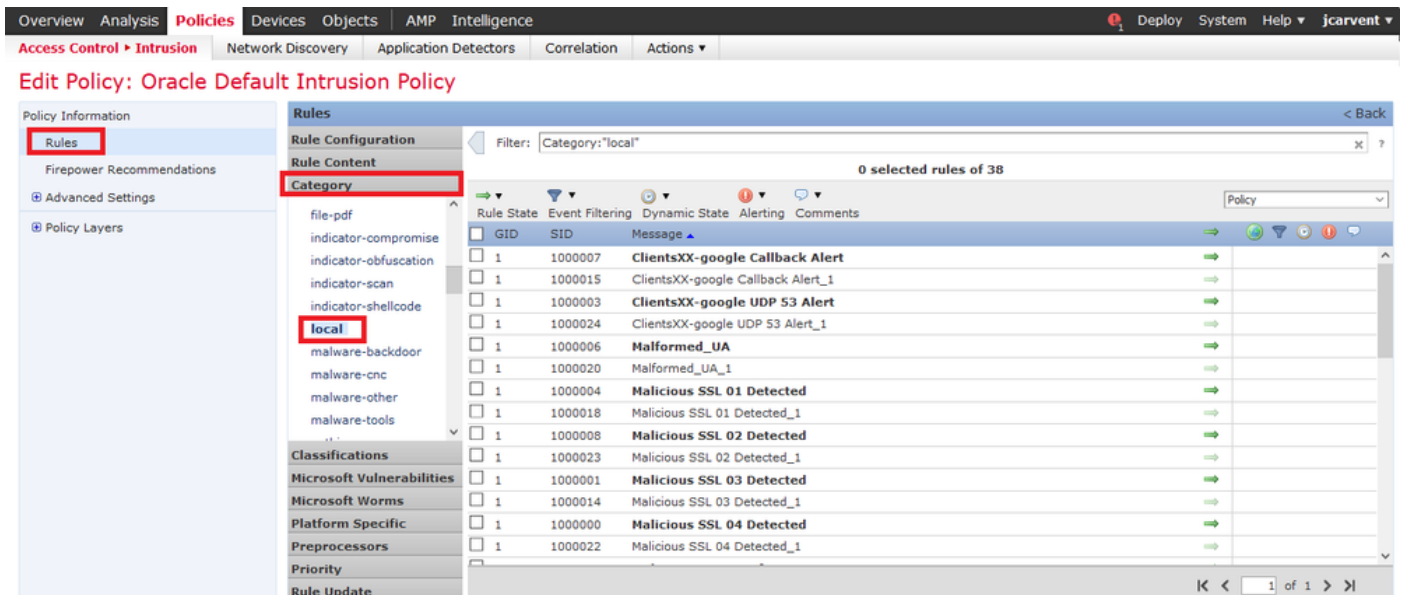 Overview Analysis Policies Devices Objects AMP Intelligence 1 Deploy System Help ▾ jcarvent ▾
Access Control ▸ Intrusion Network Discovery Application Detectors Correlation Actions ▾
Edit Policy: Oracle Default Intrusion Policy
Policy Information
Rules
Firepower Recommendations
Advanced Settings
Policy Layers
Rules < Back
Rule Configuration
Rule Content
Category
file-pdf
indicator-compromise
indicator-obfuscation
indicator-scan
indicator-shellcode
local
malware-backdoor
malware-cnc
malware-other
malware-tools
Classifications
Microsoft Vulnerabilities
Microsoft Worms
Platform Specific
Preprocessors
Priority
Rule Update
Filter: Category:"local" × ?
0 selected rules of 38
Rule State Event Filtering Dynamic State Alerting Comments
Policy
GID SID Message
1 1000007 ClientsXX-google Callback Alert
1 1000015 ClientsXX-google Callback Alert_1
1 1000003 ClientsXX-google UDP 53 Alert
1 1000024 ClientsXX-google UDP 53 Alert_1
1 1000006 Malformed_UA
1 1000020 Malformed_UA_1
1 1000004 Malicious SSL 01 Detected
1 1000018 Malicious SSL 01 Detected_1
1 1000008 Malicious SSL 02 Detected
1 1000023 Malicious SSL 02 Detected_1
1 1000001 Malicious SSL 03 Detected
1 1000014 Malicious SSL 03 Detected_1
1 1000000 Malicious SSL 04 Detected
1 1000022 Malicious SSL 04 Detected_1
1 of 1